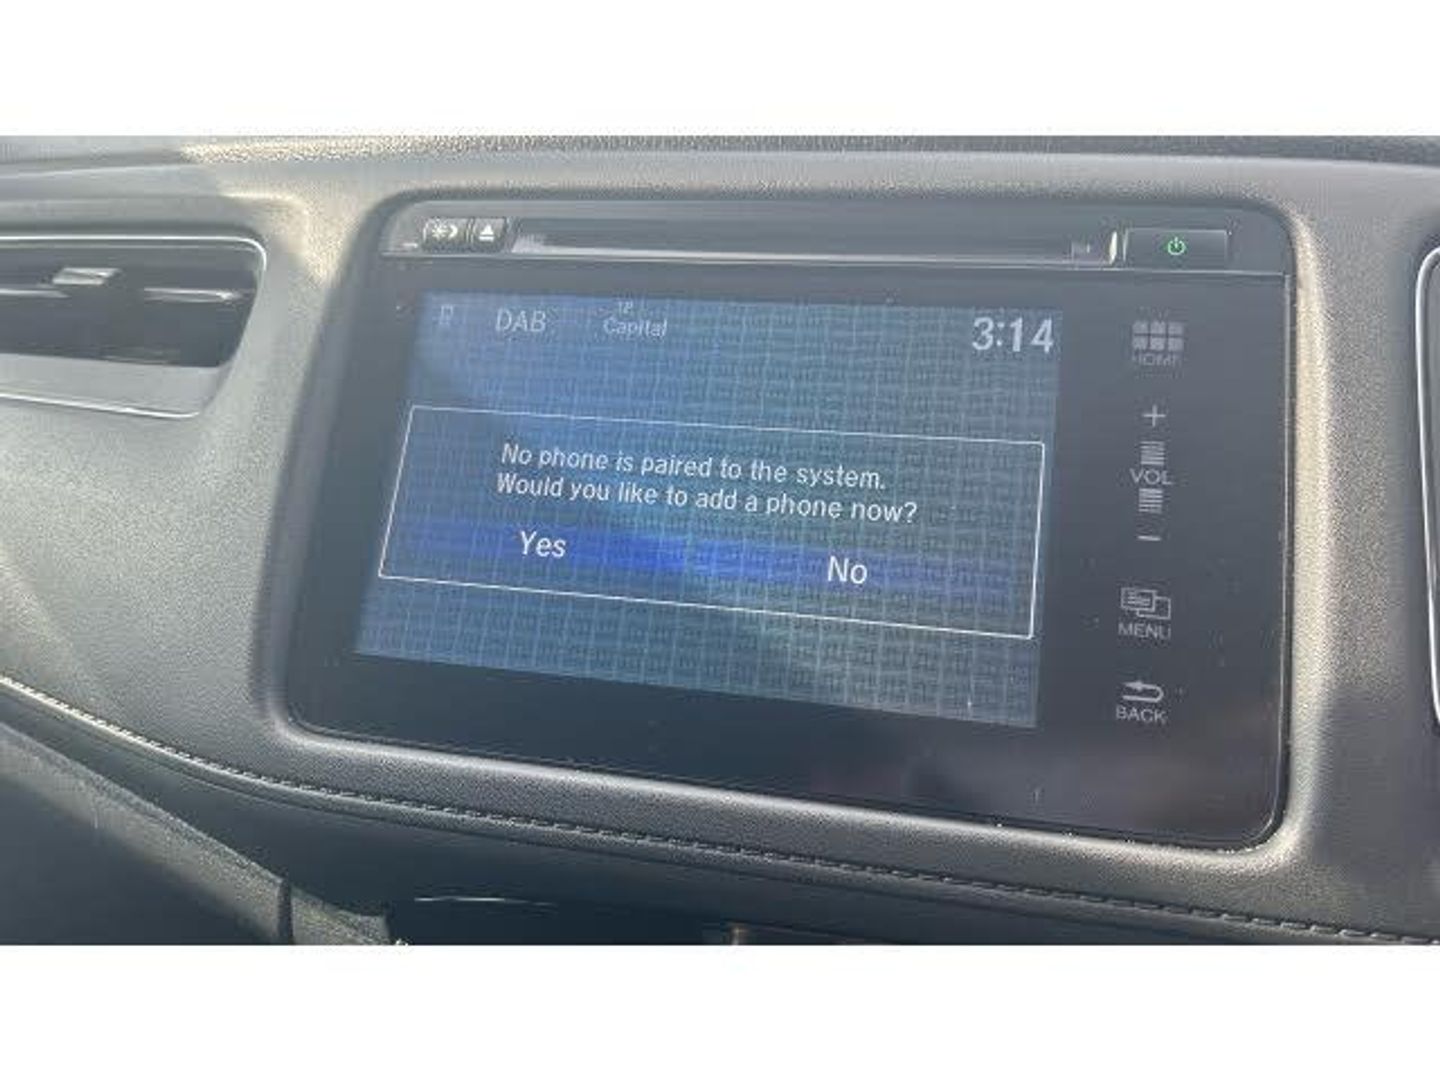 DAB
TP
Capital
3:14
HOME
No phone is paired to the system.
Would you like to add a phone now?
Yes
No
+
VOL
-
MENU
BACK